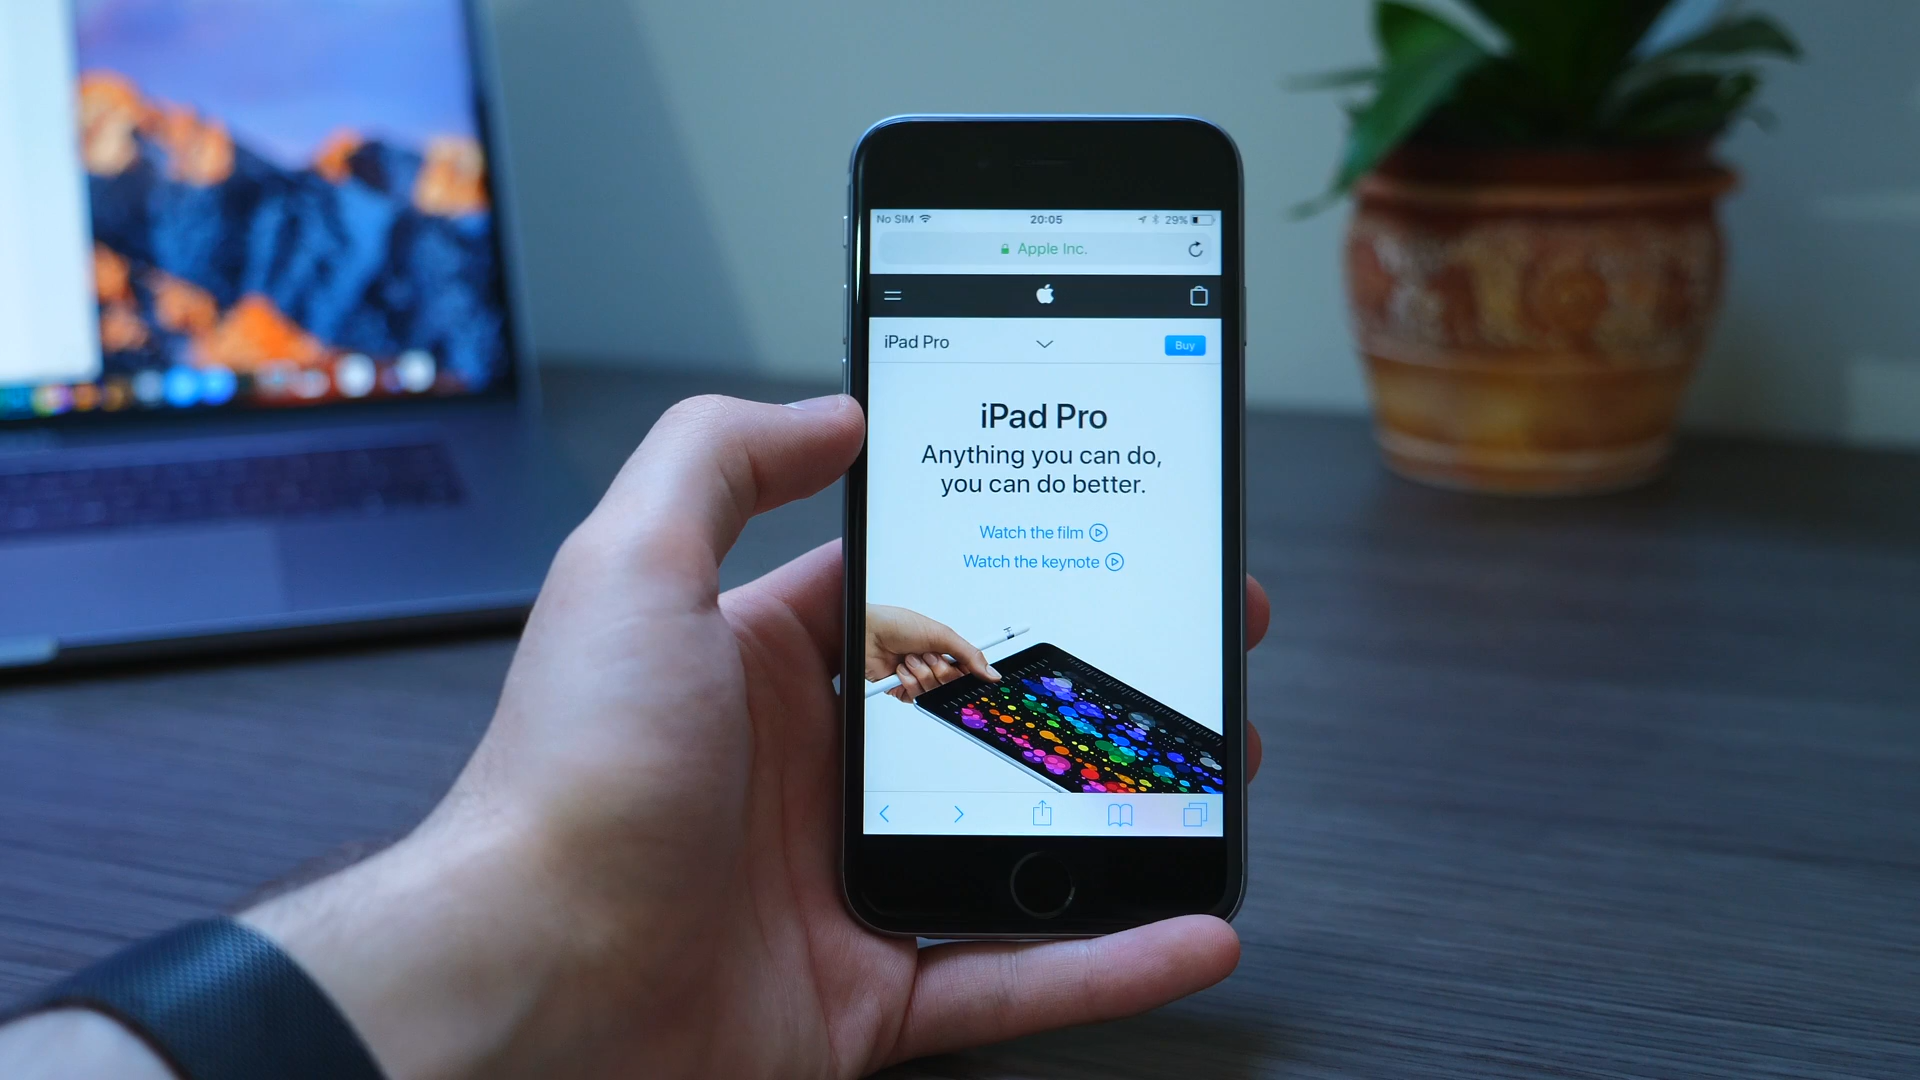 No SIM 20:05 29%
Apple Inc.
iPad Pro Buy
iPad Pro
Anything you can do,
you can do better.
Watch the film
Watch the keynote